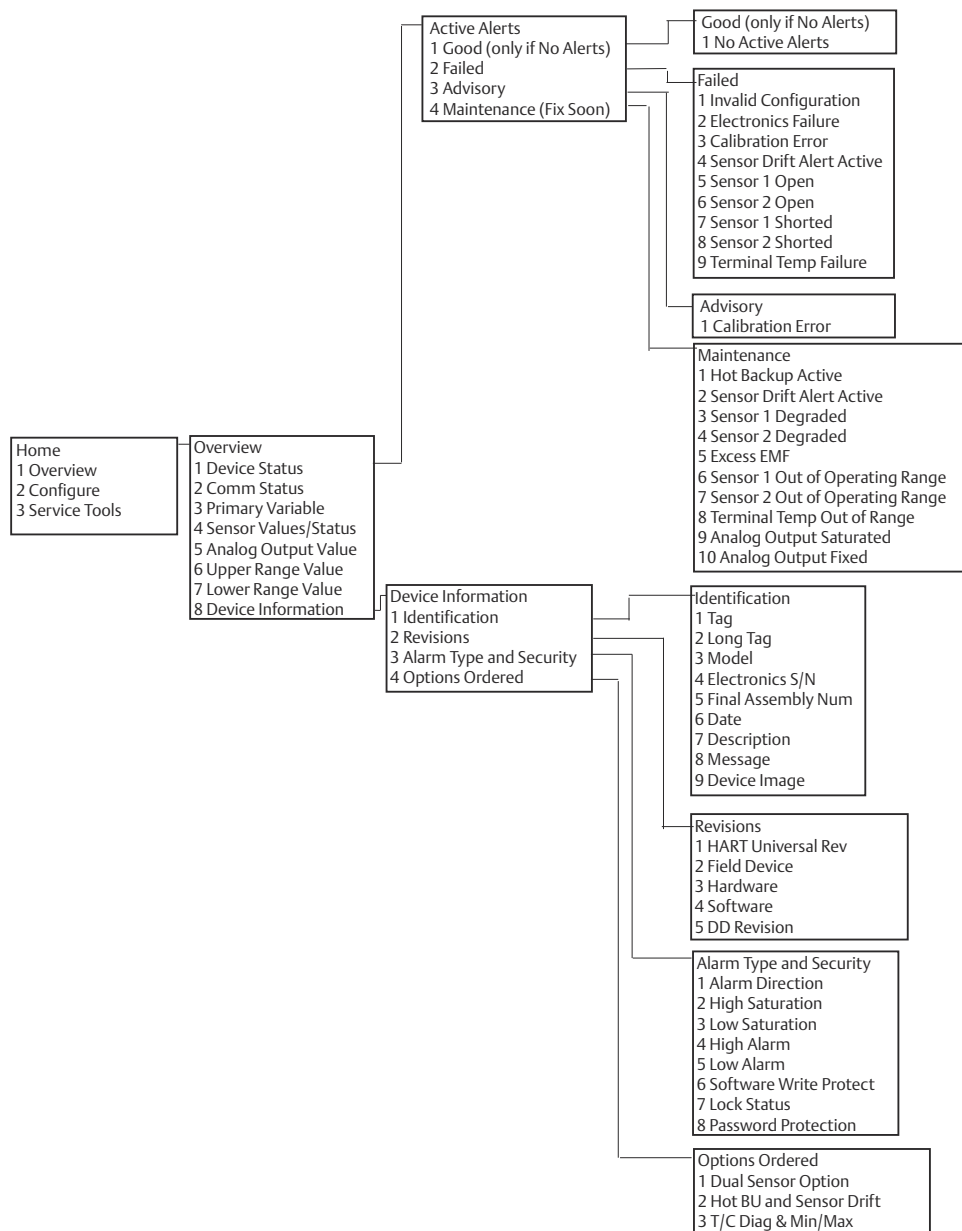 Home
1 Overview
2 Configure
3 Service Tools
Overview
1 Device Status
2 Comm Status
3 Primary Variable
4 Sensor Values/Status
5 Analog Output Value
6 Upper Range Value
7 Lower Range Value
8 Device Information
Active Alerts
1 Good (only if No Alerts)
2 Failed
3 Advisory
4 Maintenance (Fix Soon)
Good (only if No Alerts)
1 No Active Alerts
Failed
1 Invalid Configuration
2 Electronics Failure
3 Calibration Error
4 Sensor Drift Alert Active
5 Sensor 1 Open
6 Sensor 2 Open
7 Sensor 1 Shorted
8 Sensor 2 Shorted
9 Terminal Temp Failure
Advisory
1 Calibration Error
Maintenance
1 Hot Backup Active
2 Sensor Drift Alert Active
3 Sensor 1 Degraded
4 Sensor 2 Degraded
5 Excess EMF
6 Sensor 1 Out of Operating Range
7 Sensor 2 Out of Operating Range
8 Terminal Temp Out of Range
9 Analog Output Saturated
10 Analog Output Fixed
Device Information
1 Identification
2 Revisions
3 Alarm Type and Security
4 Options Ordered
Identification
1 Tag
2 Long Tag
3 Model
4 Electronics S/N
5 Final Assembly Num
6 Date
7 Description
8 Message
9 Device Image
Revisions
1 HART Universal Rev
2 Field Device
3 Hardware
4 Software
5 DD Revision
Alarm Type and Security
1 Alarm Direction
2 High Saturation
3 Low Saturation
4 High Alarm
5 Low Alarm
6 Software Write Protect
7 Lock Status
8 Password Protection
Options Ordered
1 Dual Sensor Option
2 Hot BU and Sensor Drift
3 T/C Diag & Min/Max